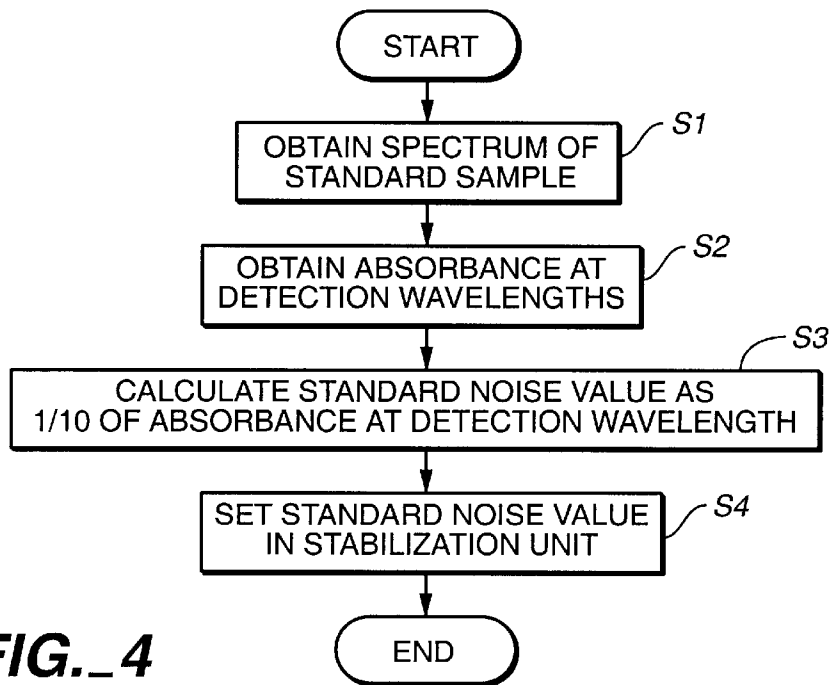 START
S1
OBTAIN SPECTRUM OF
STANDARD SAMPLE
S2
OBTAIN ABSORBANCE AT
DETECTION WAVELENGTHS
S3
CALCULATE STANDARD NOISE VALUE AS
1/10 OF ABSORBANCE AT DETECTION WAVELENGTH
S4
SET STANDARD NOISE VALUE
IN STABILIZATION UNIT
END
FIG._4